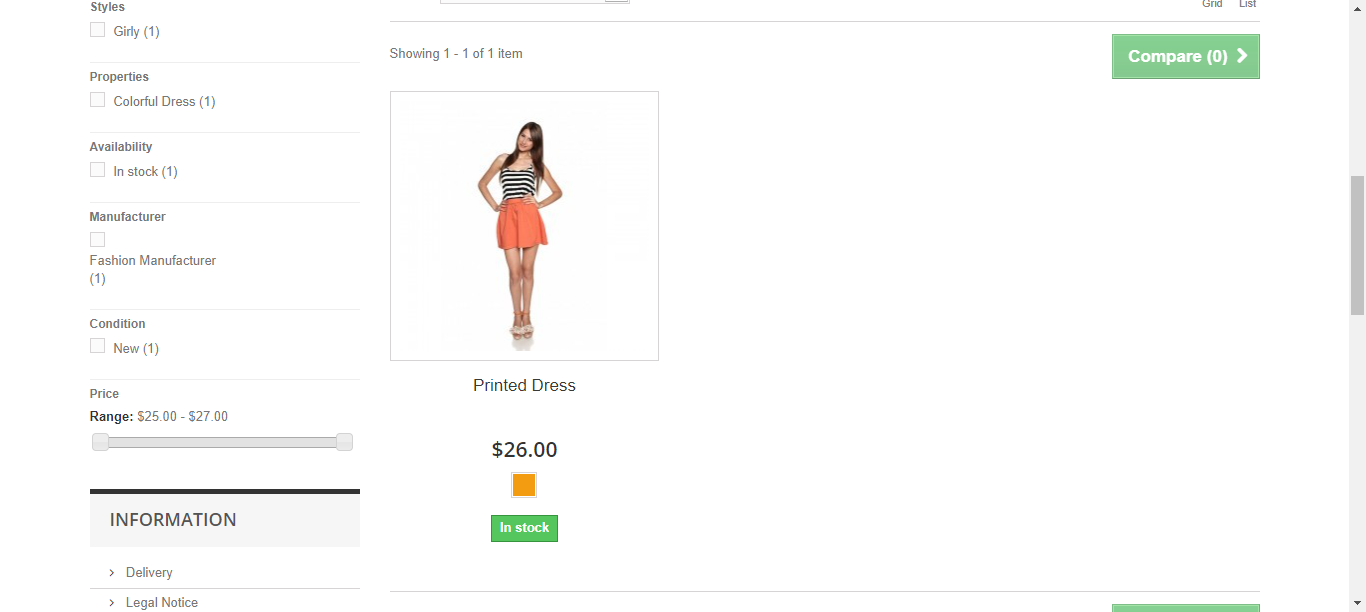 Styles
Girly (1)
Properties
Colorful Dress (1)
Availability
In stock (1)
Manufacturer
Fashion Manufacturer
(1)
Condition
New (1)
Price
Range: $25.00 - $27.00
INFORMATION
Delivery
Legal Notice
Grid List
Showing 1 - 1 of 1 item
Compare (0)
Printed Dress
$26.00
In stock